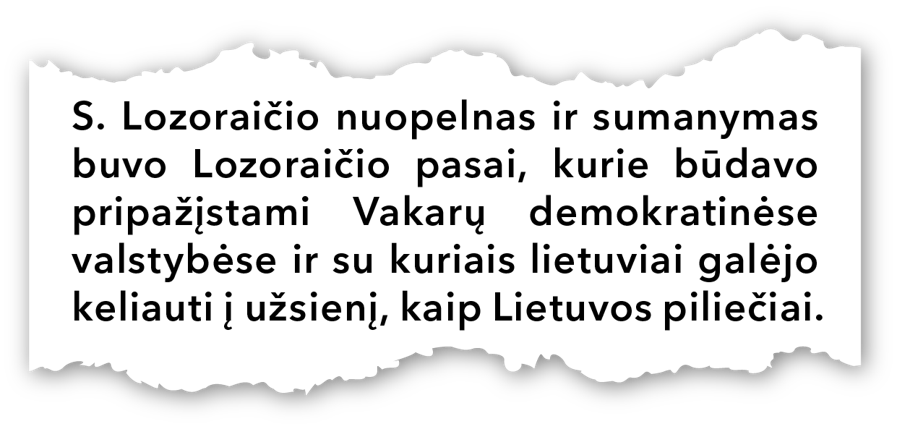 S. Lozoraičio nuopelnas ir sumanymas
buvo Lozoraičio pasai, kurie būdavo
pripažįstami Vakarų demokratinėse
valstybėse ir su kuriais lietuviai galėjo
keliauti į užsienį, kaip Lietuvos piliečiai.